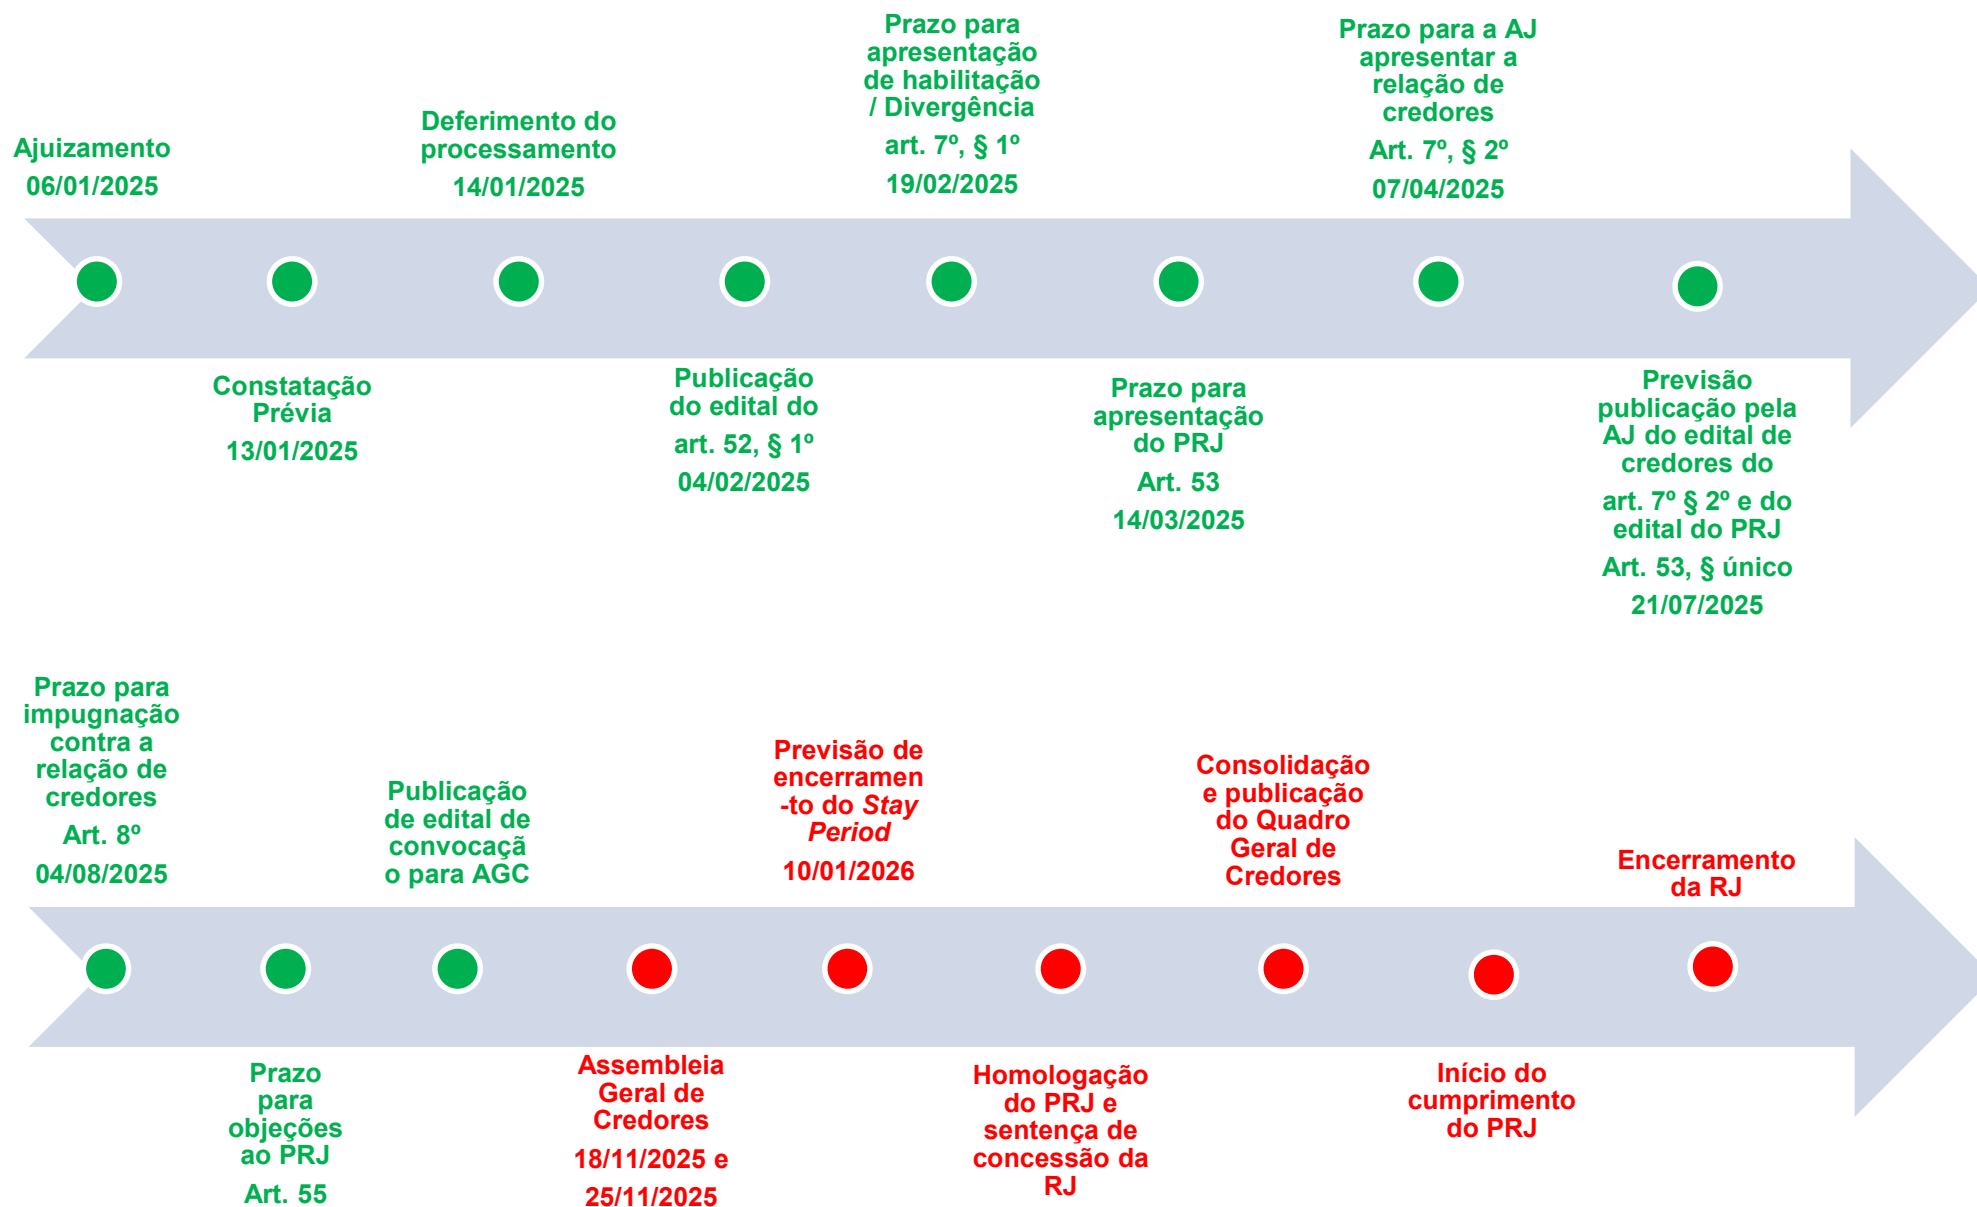 Ajuizamento
06/01/2025
Constatação
Prévia
13/01/2025
Deferimento do
processamento
14/01/2025
Publicação
do edital do
art. 52, § 1º
04/02/2025
Prazo para
apresentação
de habilitação
/ Divergência
art. 7º, § 1º
19/02/2025
Prazo para
apresentação
do PRJ
Art. 53
14/03/2025
Prazo para a AJ
apresentar a
relação de
credores
Art. 7º, § 2º
07/04/2025
Previsão
publicação pela
AJ do edital de
credores do
art. 7º § 2º e do
edital do PRJ
Art. 53, § único
21/07/2025
Prazo para
impugnação
contra a
relação de
credores
Art. 8º
04/08/2025
Prazo
para
objeções
ao PRJ
Art. 55
Publicação
de edital de
convocaçã
o para AGC
Assembleia
Geral de
Credores
18/11/2025 e
25/11/2025
Previsão de
encerramen
-to do Stay
Period
10/01/2026
Homologação
do PRJ e
sentença de
concessão da
RJ
Consolidação
e publicação
do Quadro
Geral de
Credores
Início do
cumprimento
do PRJ
Encerramento
da RJ